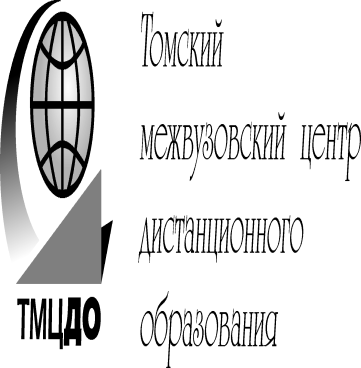 Томский
межвузовский центр
дистанционного
образования
ТМЦДО